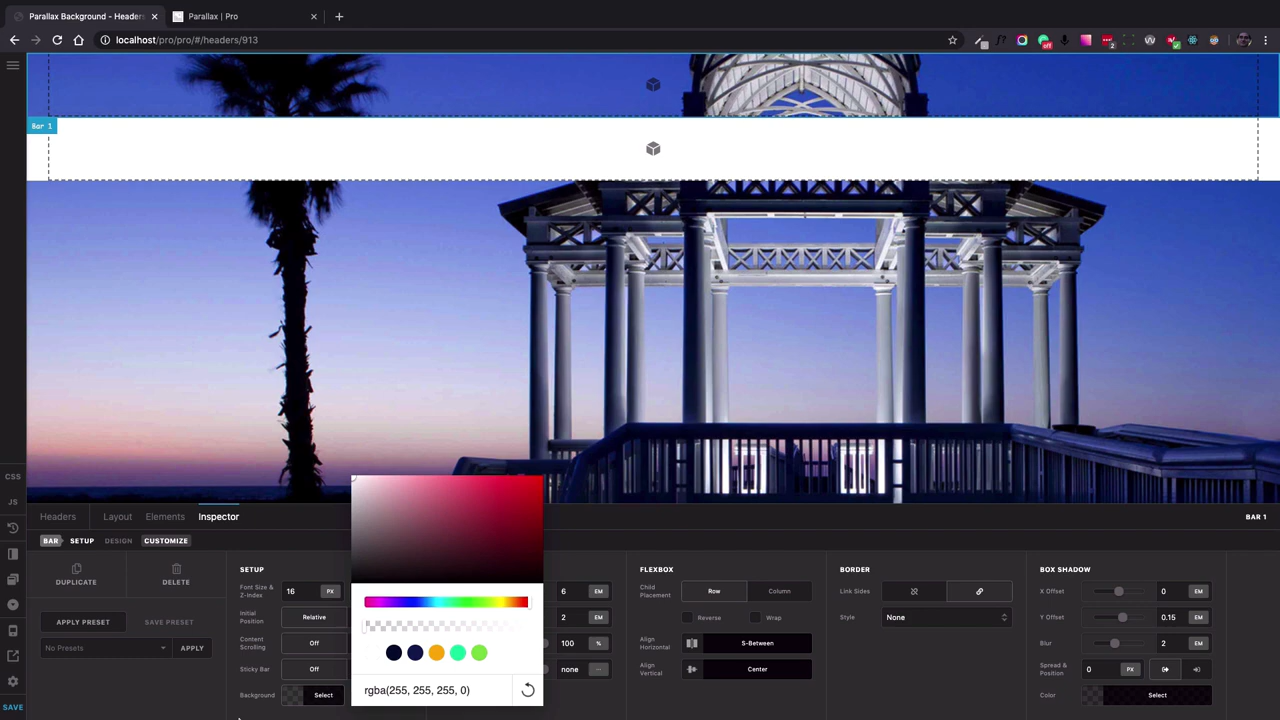 Parallax Background - Headers
Parallax | Pro
localhost/pro/pro#/headers/913
off
2
Bar 1
CSS
JS
SAVE
Headers
Layout
Elements
Inspector
BAR 1
BAR
SETUP
DESIGN
CUSTOMIZE
DUPLICATE
DELETE
APPLY PRESET
SAVE PRESET
No Presets
APPLY
SETUP
Font Size &
Z-Index
16
PX
Initial
Position
Relative
Content
Scrolling
Off
Sticky Bar
Off
Background
Select
rgba(255, 255, 255, 0)
6
EM
2
EM
100
%
none
...
FLEXBOX
Child
Placement
Row
Column
Reverse
Wrap
Align
Horizontal
S-Between
Align
Vertical
Center
BORDER
Link Sides
Style
None
BOX SHADOW
X Offset
0
EM
Y Offset
0.15
EM
Blur
2
EM
Spread &
Position
0
PX
Color
Select